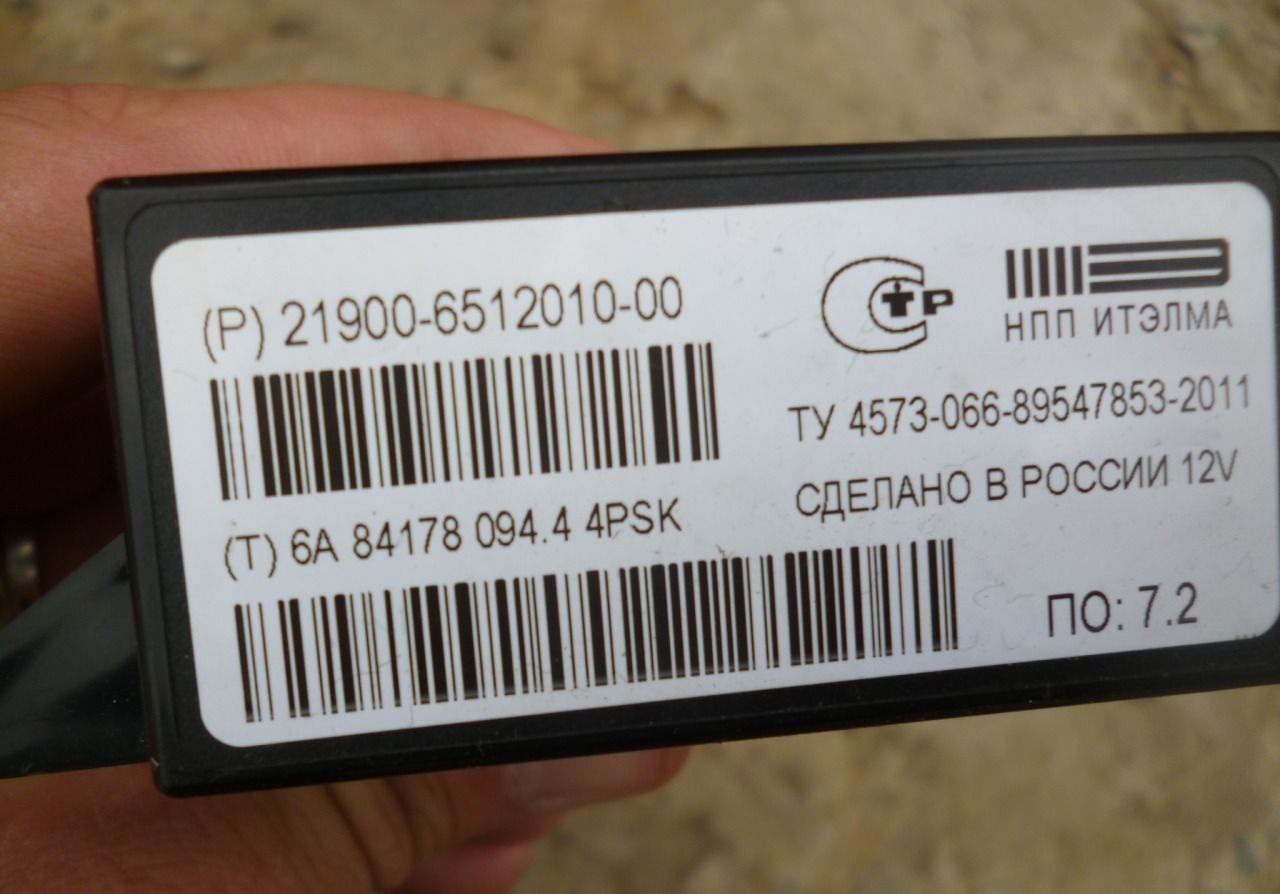 (P) 21900-6512010-00
(T) 6A 84178 094.4 4PSK
Стр
НПП ИТЭЛМА
ТУ 4573-066-89547853-2011
СДЕЛАНО В РОССИИ 12V
ПО: 7.2